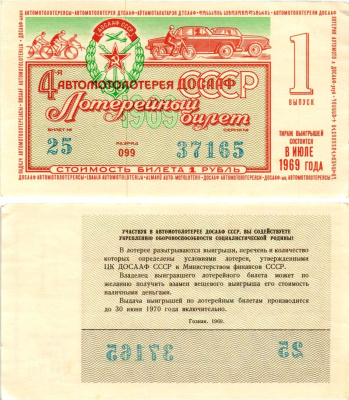 ДОСААФ СССР
4-я АВТОМОТОЛОТЕРЕЯ ДОСААФ СССР
1969
Лотерейный билет
БИЛЕТ № РАЗРЯД СЕРИЯ №
25 099 37165
СТОИМОСТЬ БИЛЕТА 1 РУБЛЬ
1
ВЫПУСК
ТИРАЖ ВЫИГРЫШЕЙ
СОСТОИТСЯ
В ИЮЛЕ
1969 ГОДА
УЧАСТВУЯ В АВТОМОТОЛОТЕРЕЕ ДОСААФ СССР, ВЫ СОДЕЙСТВУЕТЕ
УКРЕПЛЕНИЮ ОБОРОНОСПОСОБНОСТИ СОЦИАЛИСТИЧЕСКОЙ РОДИНЫ!
В лотерее разыгрываются выигрыши, перечень и количество
которых определены условиями лотереи, утвержденными
ЦК ДОСААФ СССР и Министерством финансов СССР.
Владелец выигравшего лотерейного билета может по
желанию получить взамен вещевого выигрыша его стоимость
наличными деньгами.
Выдача выигрышей по лотерейным билетам производится
до 30 июня 1970 года включительно.
Гознак. 1969.
37165 25